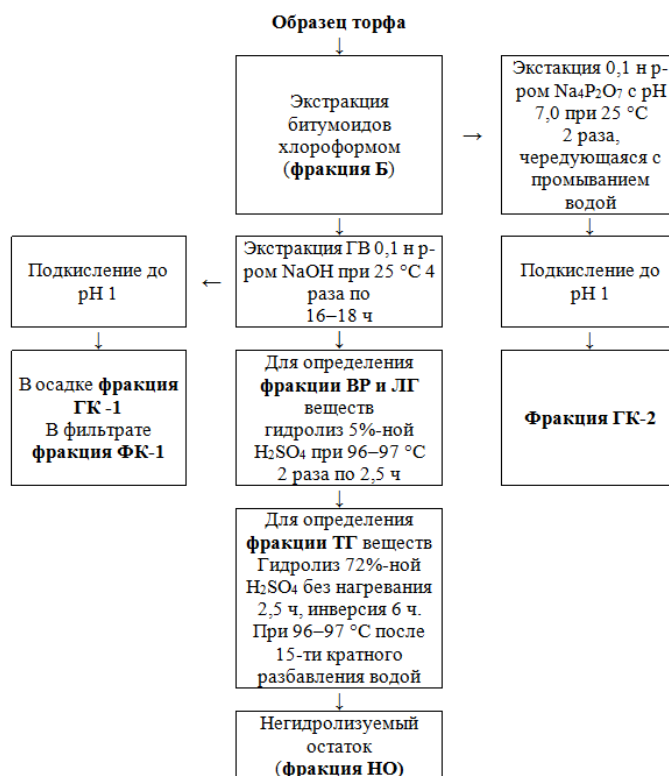 Образец торфа
↓
Экстракция
битумоидов
хлороформом
(фракция Б)
→
Экстакция 0,1 н р-
ром Na₄P₂O₇ с pH
7,0 при 25 °C
2 раза,
чередующаяся с
промыванием
водой
↓
↓
Подкисление до
pH 1
←
Экстракция ГВ 0,1 н р-
ром NaOH при 25 °C 4
раза по
16–18 ч
Подкисление до
pH 1
↓
↓
↓
В осадке фракция
ГК -1
В фильтрате
фракция ФК-1
Для определения
фракции ВР и ЛГ
веществ
гидролиз 5%-ной
H₂SO₄ при 96–97 °C
2 раза по 2,5 ч
Фракция ГК-2
↓
Для определения
фракции ТГ веществ
Гидролиз 72%-ной
H₂SO₄ без нагревания
2,5 ч, инверсия 6 ч.
При 96–97 °C после
15-ти кратного
разбавления водой
↓
Негидролизуемый
остаток
(фракция НО)